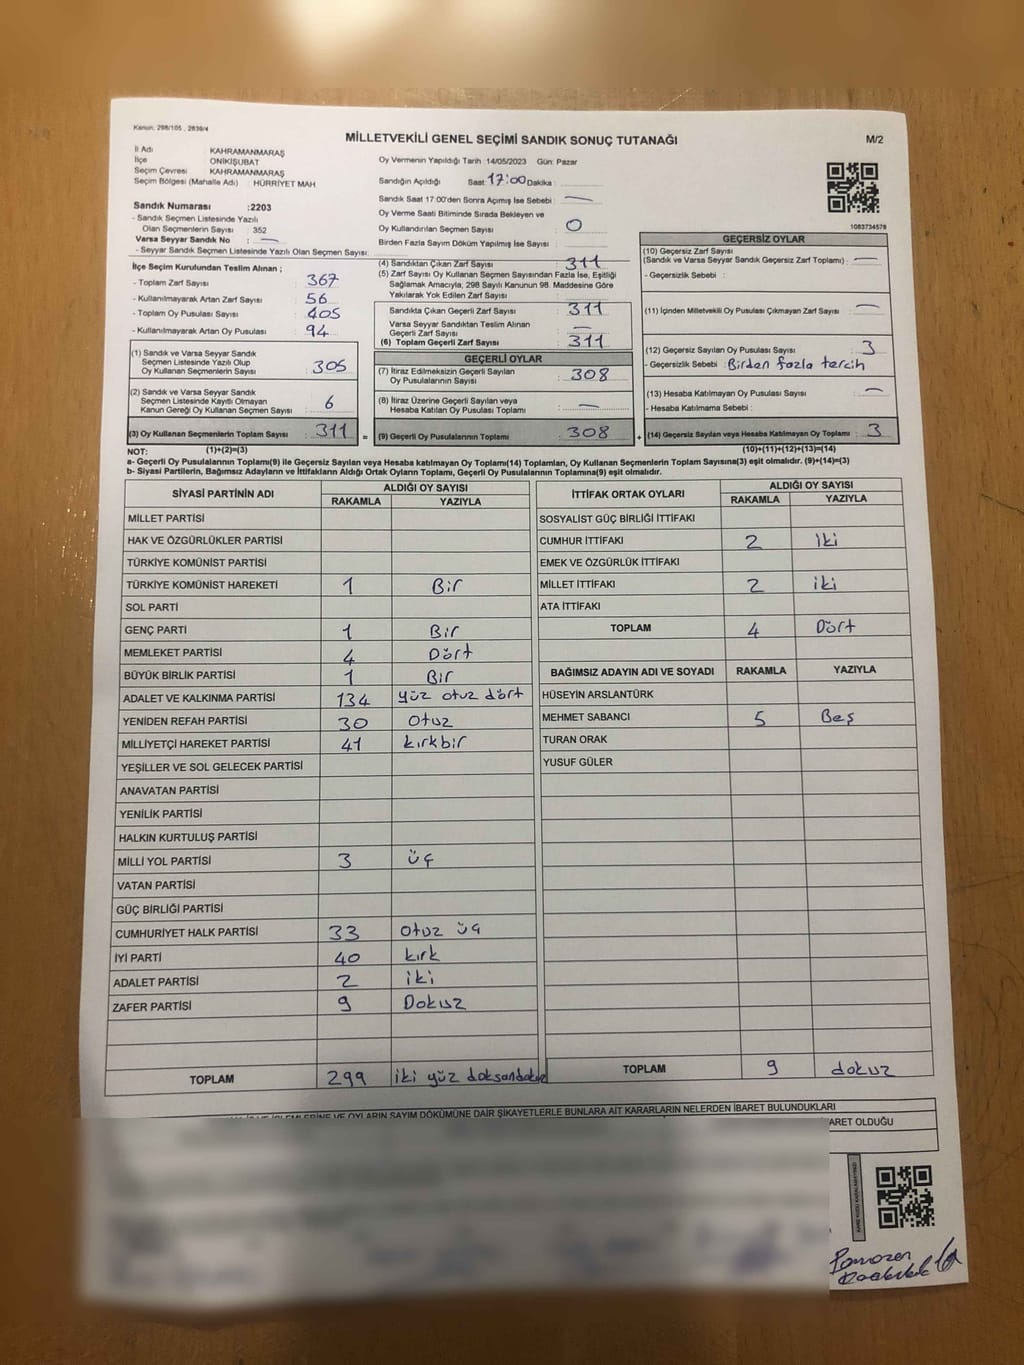 Kanun: 298/105 , 2839/4
MİLLETVEKİLİ GENEL SEÇİMİ SANDIK SONUÇ TUTANAĞI
M/2
İl Adı KAHRAMANMARAŞ
İlçe ONİKİŞUBAT
Seçim Çevresi KAHRAMANMARAŞ
Seçim Bölgesi (Mahalle Adı) : HÜRRİYET MAH
Oy Vermenin Yapıldığı Tarih :14/05/2023 Gün: Pazar
Sandığın Açıldığı Saat 17:00 Dakika :
Sandık Saat 17.00'den Sonra Açılmış İse Sebebi : —
Oy Verme Saati Bitiminde Sırada Bekleyen ve
Oy Kullandırılan Seçmen Sayısı : 0
Birden Fazla Sayım Döküm Yapılmış İse Sayısı :
1083734578
Sandık Numarası :2203
- Sandık Seçmen Listesinde Yazılı
Olan Seçmenlerin Sayısı : 352
Varsa Seyyar Sandık No : —
- Seyyar Sandık Listesinde Yazılı Olan Seçmen Sayısı:
İlçe Seçim Kurulundan Teslim Alınan ;
- Toplam Zarf Sayısı : 367
- Kullanılmayarak Artan Zarf Sayısı : 56
- Toplam Oy Pusulası Sayısı : 405
- Kullanılmayarak Artan Oy Pusulası : 94
(1) Sandık ve Varsa Seyyar Sandık
Seçmen Listesinde Yazılı Olup
Oy Kullanan Seçmenlerin Sayısı : 305
(2) Sandık ve Varsa Seyyar Sandık
Seçmen Listesinde Kayıtlı Olmayan
Kanun Gereği Oy Kullanan Seçmen Sayısı : 6
(3) Oy Kullanan Seçmenlerin Toplam Sayısı : 311 =
(4) Sandıktan Çıkan Zarf Sayısı : 311
(5) Zarf Sayısı Oy Kullanan Seçmen Sayısından Fazla İse, Eşitliği
Sağlamak Amacıyla, 298 Sayılı Kanunun 98. Maddesine Göre
Yakılarak Yok Edilen Zarf Sayısı :
Sandıkta Çıkan Geçerli Zarf Sayısı : 311
Varsa Seyyar Sandıktan Teslim Alınan
Geçerli Zarf Sayısı : —
(6) Toplam Geçerli Zarf Sayısı : 311
GEÇERLİ OYLAR
(7) İtiraz Edilmeksizin Geçerli Sayılan
Oy Pusulalarının Sayısı : 308
(8) İtiraz Üzerine Geçerli Sayılan veya
Hesaba Katılan Oy Pusulası Toplamı : —
(9) Geçerli Oy Pusulalarının Toplamı : 308 +
GEÇERSİZ OYLAR
(10) Geçersiz Zarf Sayısı
(Sandık ve Varsa Seyyar Sandık Geçersiz Zarf Toplamı) : —
- Geçersizlik Sebebi :
(11) İçinden Milletvekili Oy Pusulası Çıkmayan Zarf Sayısı : —
(12) Geçersiz Sayılan Oy Pusulası Sayısı : 3
- Geçersizlik Sebebi : Birden fazla tercih
(13) Hesaba Katılmayan Oy Pusulası Sayısı : —
- Hesaba Katılmama Sebebi :
(14) Geçersiz Sayılan veya Hesaba Katılmayan Oy Toplamı : 3
NOT: (1)+(2)=(3) (10)+(11)+(12)+(13)=(14)
a- Geçerli Oy Pusulalarının Toplamı(9) ile Geçersiz Sayılan veya Hesaba katılmayan Oy Toplamı(14) Toplamları, Oy Kullanan Seçmenlerin Toplam Sayısına(3) eşit olmalıdır. (9)+(14)=(3)
b- Siyasi Partilerin, Bağımsız Adayların ve İttifakların Aldığı Ortak Oyların Toplamı, Geçerli Oy Pusulalarının Toplamına(9) eşit olmalıdır.
SİYASİ PARTİNİN ADI ALDIĞI OY SAYISI
RAKAMLA YAZIYLA
MİLLET PARTİSİ
HAK VE ÖZGÜRLÜKLER PARTİSİ
TÜRKİYE KOMÜNİST PARTİSİ
TÜRKİYE KOMÜNİST HAREKETİ 1 Bir
SOL PARTİ
GENÇ PARTİ 1 Bir
MEMLEKET PARTİSİ 4 Dört
BÜYÜK BİRLİK PARTİSİ 1 Bir
ADALET VE KALKINMA PARTİSİ 134 yüz otuz dört
YENİDEN REFAH PARTİSİ 30 Otuz
MİLLİYETÇİ HAREKET PARTİSİ 41 kırkbir
YEŞİLLER VE SOL GELECEK PARTİSİ
ANAVATAN PARTİSİ
YENİLİK PARTİSİ
HALKIN KURTULUŞ PARTİSİ
MİLLİ YOL PARTİSİ 3 üç
VATAN PARTİSİ
GÜÇ BİRLİĞİ PARTİSİ
CUMHURİYET HALK PARTİSİ 33 Otuz üç
İYİ PARTİ 40 kırk
ADALET PARTİSİ 2 iki
ZAFER PARTİSİ 9 Dokuz
TOPLAM 299 iki yüz doksandokuz
İTTİFAK ORTAK OYLARI ALDIĞI OY SAYISI
RAKAMLA YAZIYLA
SOSYALİST GÜÇ BİRLİĞİ İTTİFAKI
CUMHUR İTTİFAKI 2 iki
EMEK VE ÖZGÜRLÜK İTTİFAKI
MİLLET İTTİFAKI 2 iki
ATA İTTİFAKI
TOPLAM 4 Dört
BAĞIMSIZ ADAYIN ADI VE SOYADI RAKAMLA YAZIYLA
HÜSEYİN ARSLANTÜRK
MEHMET SABANCI 5 Beş
TURAN ORAK
YUSUF GÜLER
TOPLAM 9 dokuz
İŞLEMLERİNE VE OYLARIN SAYIM DÖKÜMÜNE DAİR ŞİKAYETLERLE BUNLARA AİT KARARLARIN NELERDEN İBARET BULUNDUKLARI
BARET OLDUĞU